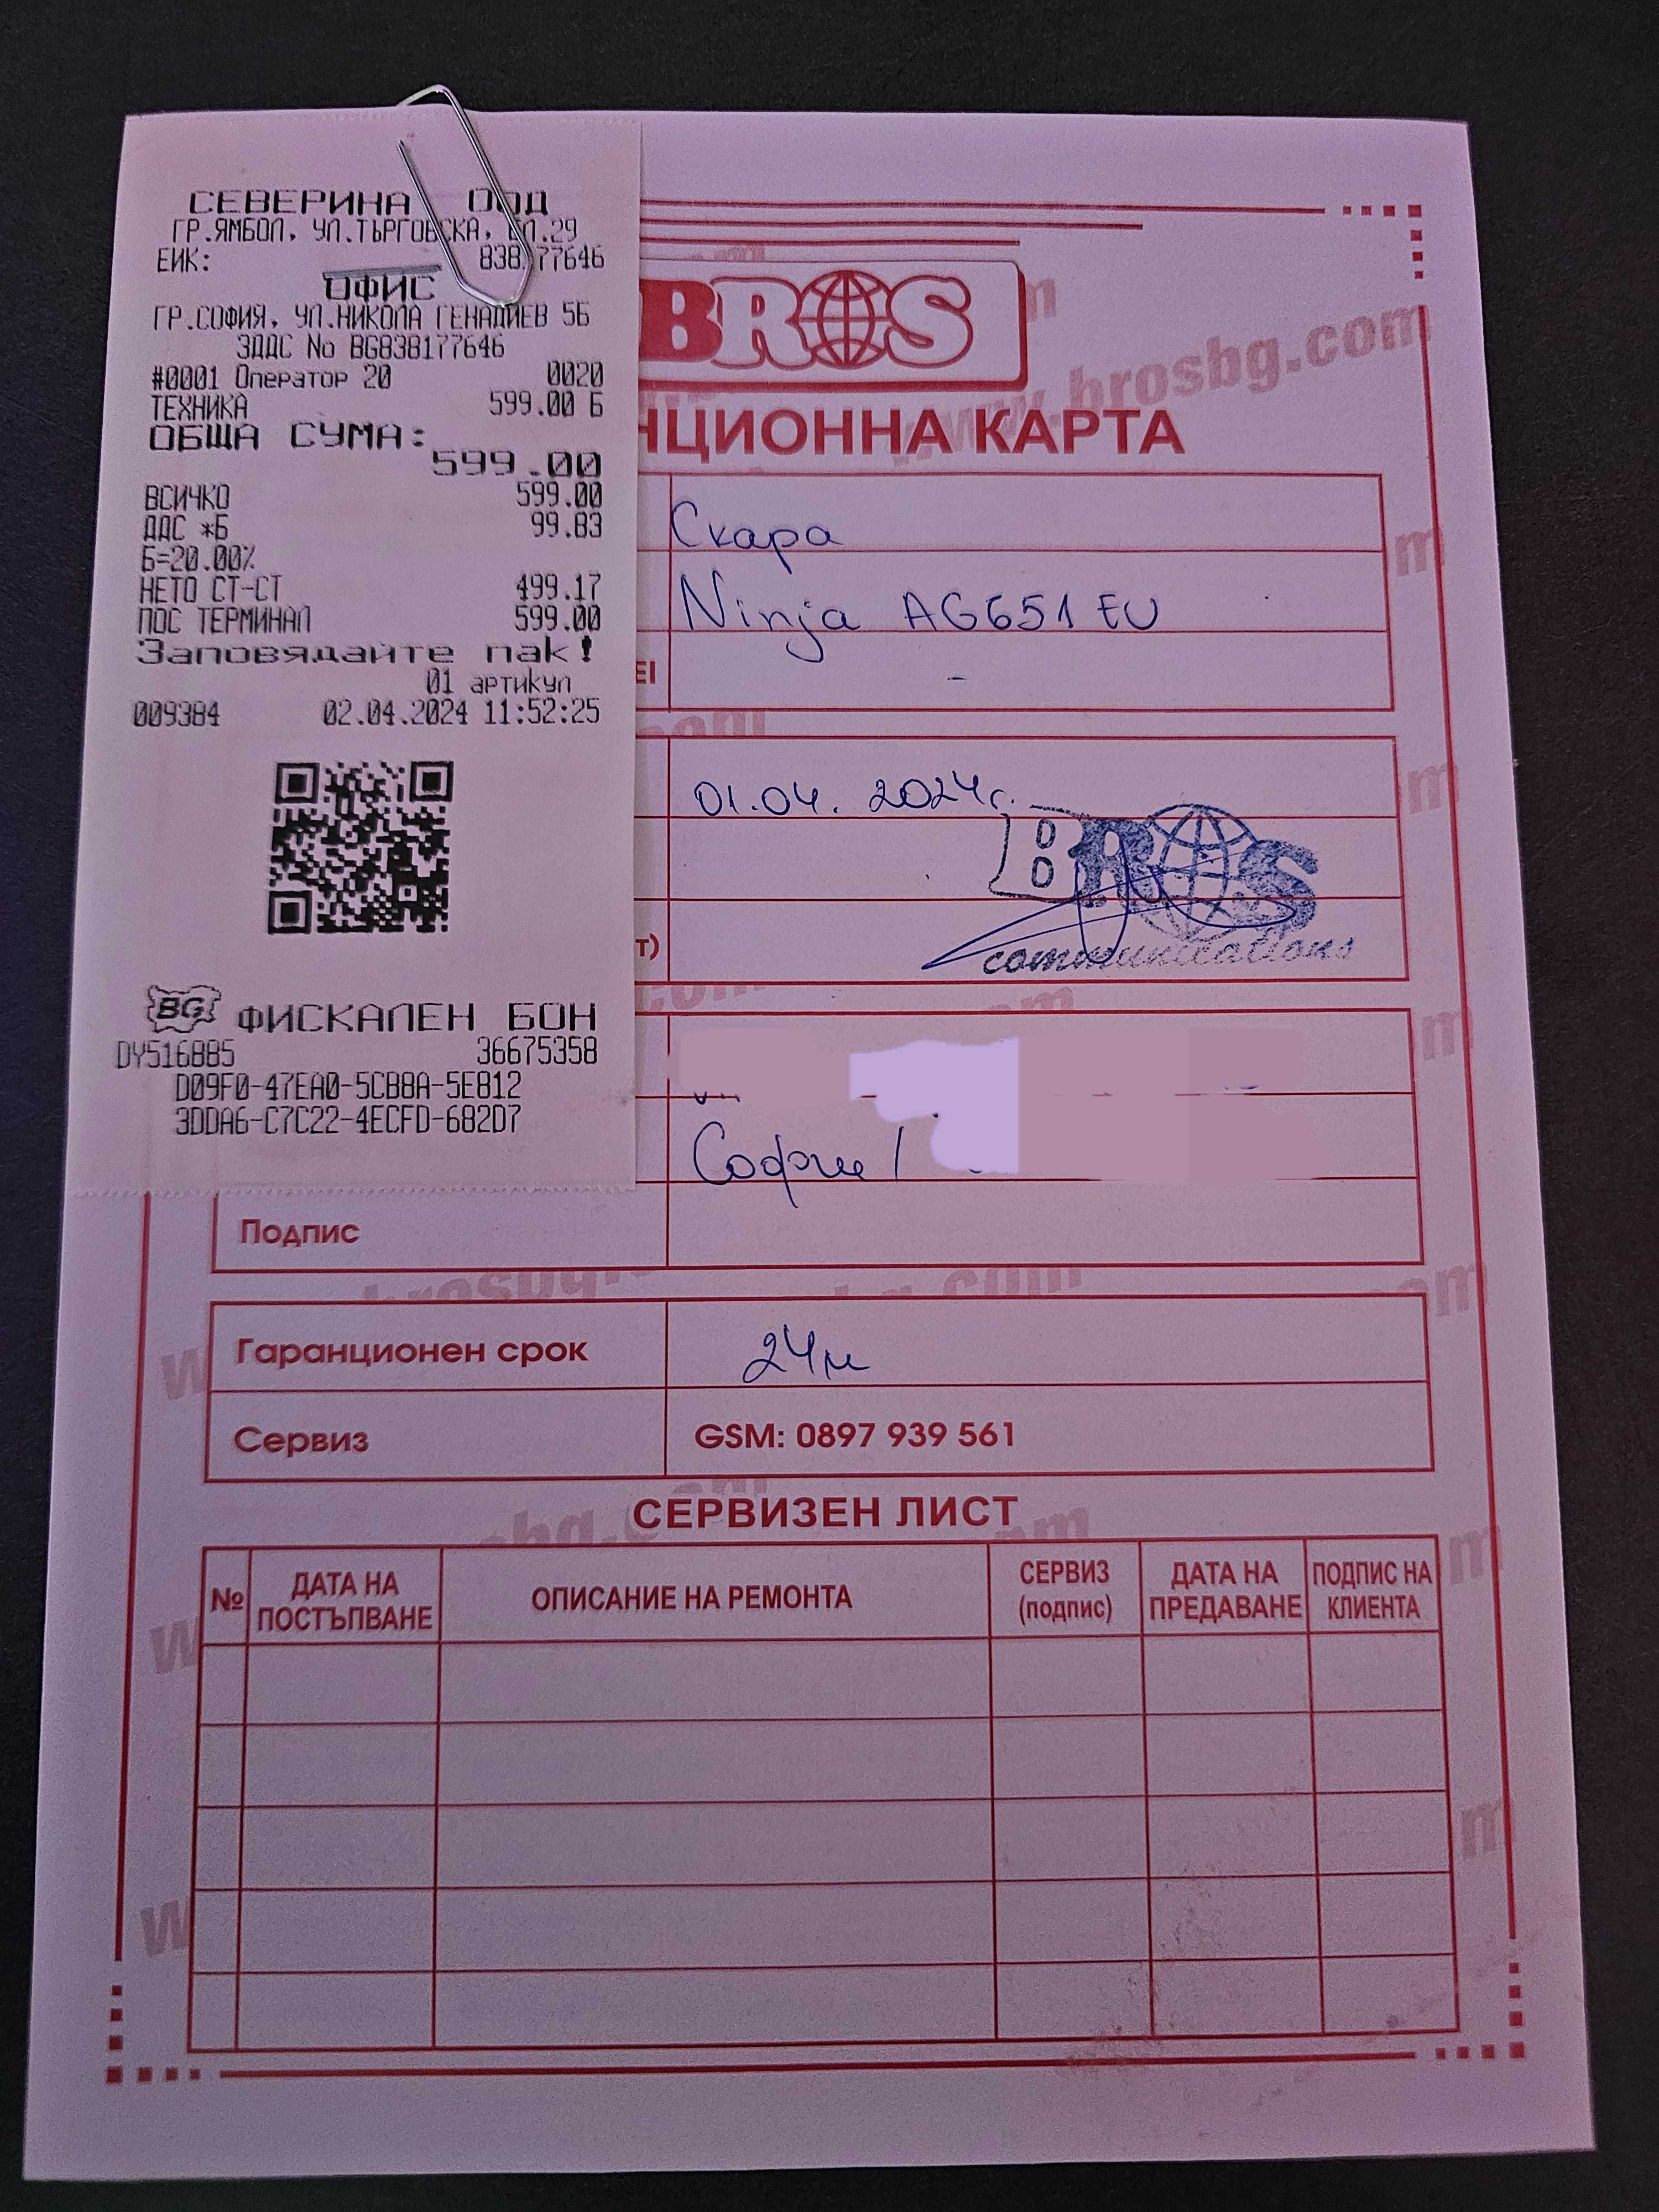 СЕВЕРИНА ООД
ГР.ЯМБОЛ, УЛ.ТЪРГОВСКА, БЛ.29
ЕИК: 838177646
ОФИС
ГР.СОФИЯ, УЛ.НИКОЛА ГЕНАДИЕВ 5Б
ЗДДС No BG838177646
#0001 Оператор 20 0020
ТЕХНИКА 599.00 Б
ОБЩА СУМА:
599.00
ВСИЧКО 599.00
ДДС *Б 99.83
Б=20.00%
НЕТО СТ-СТ 499.17
ПОС ТЕРМИНАЛ 599.00
Заповядайте пак!
01 артикул
009384 02.04.2024 11:52:25
BG ФИСКАЛЕН БОН
DY516885 36675358
D09F0-47EA0-5CB8A-5E812
3DDA6-C7C22-4ECFD-682D7
BROS
www.brosbg.com
НЦИОННА КАРТА
Скара
Ninja AG651EU
EI -
01.04.2024г.
BROS
communications
т)
София /
Подпис
Гаранционен срок 24м
Сервиз GSM: 0897 939 561
СЕРВИЗЕН ЛИСТ
№ ДАТА НА ПОСТЪПВАНЕ ОПИСАНИЕ НА РЕМОНТА СЕРВИЗ (подпис) ДАТА НА ПРЕДАВАНЕ ПОДПИС НА КЛИЕНТА